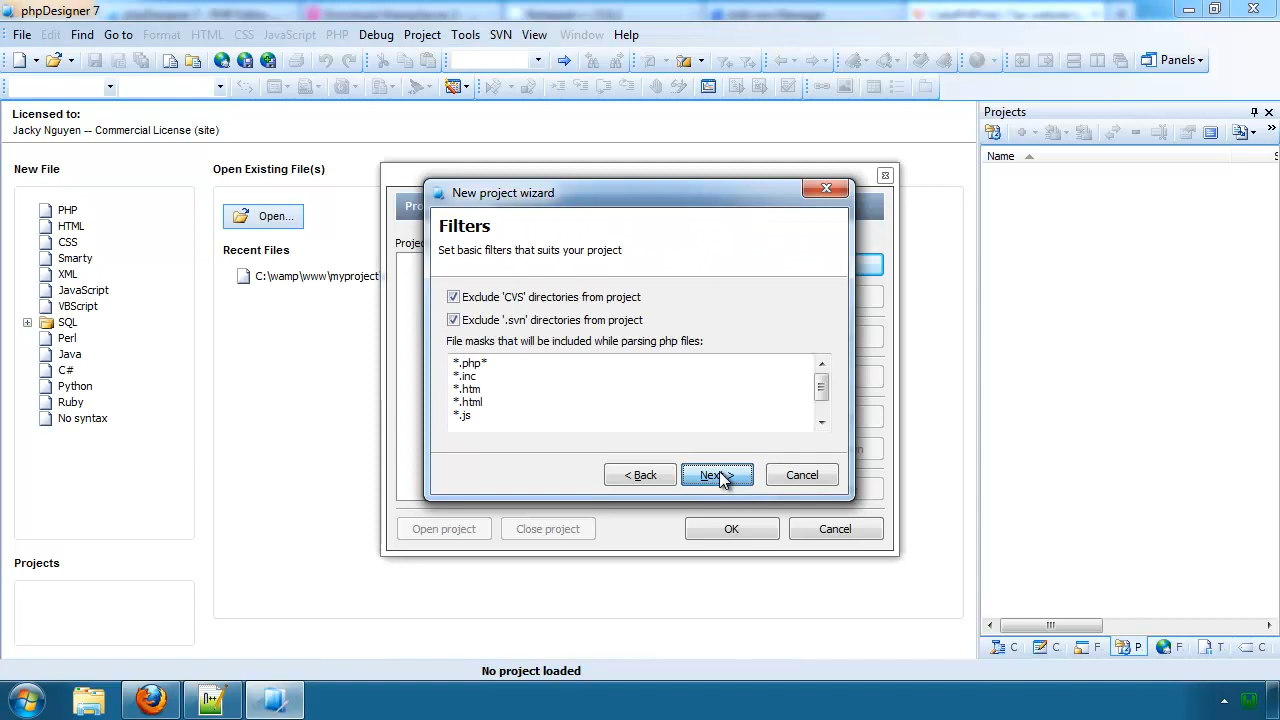 phpDesigner 7
File Edit Find Go to Format HTML CSS JavaScript PHP Debug Project Tools SVN View Window Help
Panels
Licensed to:
Jacky Nguyen -- Commercial License (site)
New File
PHP
HTML
CSS
Smarty
XML
JavaScript
VBScript
SQL
Perl
Java
C#
Python
Ruby
No syntax
Projects
Open Existing File(s)
Open...
Recent Files
C:\wamp\www\myproject
New project wizard
Filters
Set basic filters that suits your project
Exclude 'CVS' directories from project
Exclude '.svn' directories from project
File masks that will be included while parsing php files:
*.php*
*.inc
*.htm
*.html
*.js
< Back Next > Cancel
Open project Close project OK Cancel
Projects
Name
C C F P F T C
No project loaded